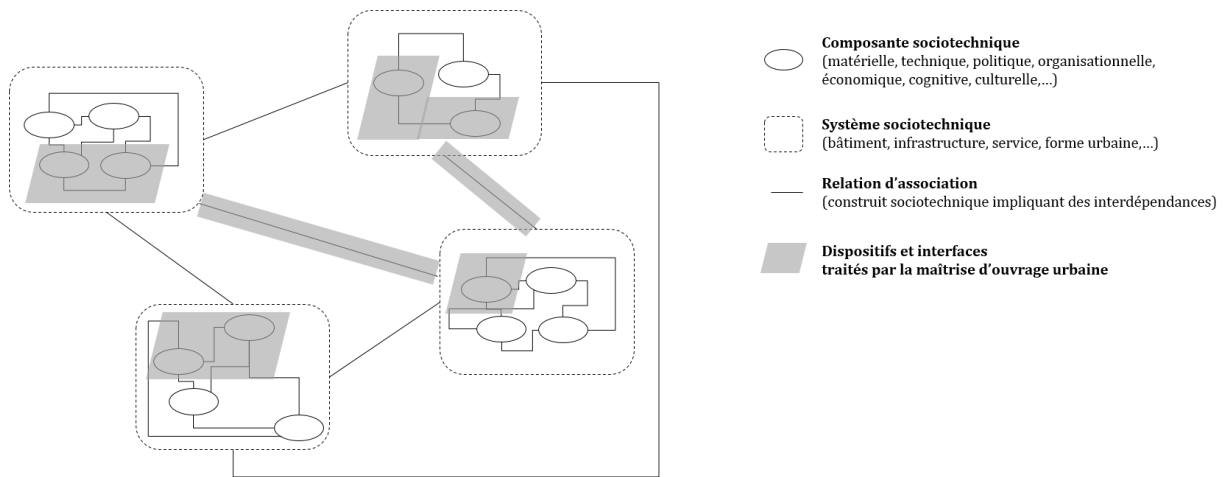 Composante sociotechnique
(matérielle, technique, politique, organisationnelle,
économique, cognitive, culturelle,...)
Système sociotechnique
(bâtiment, infrastructure, service, forme urbaine,...)
Relation d'association
(construit sociotechnique impliquant des interdépendances)
Dispositifs et interfaces
traités par la maîtrise d'ouvrage urbaine